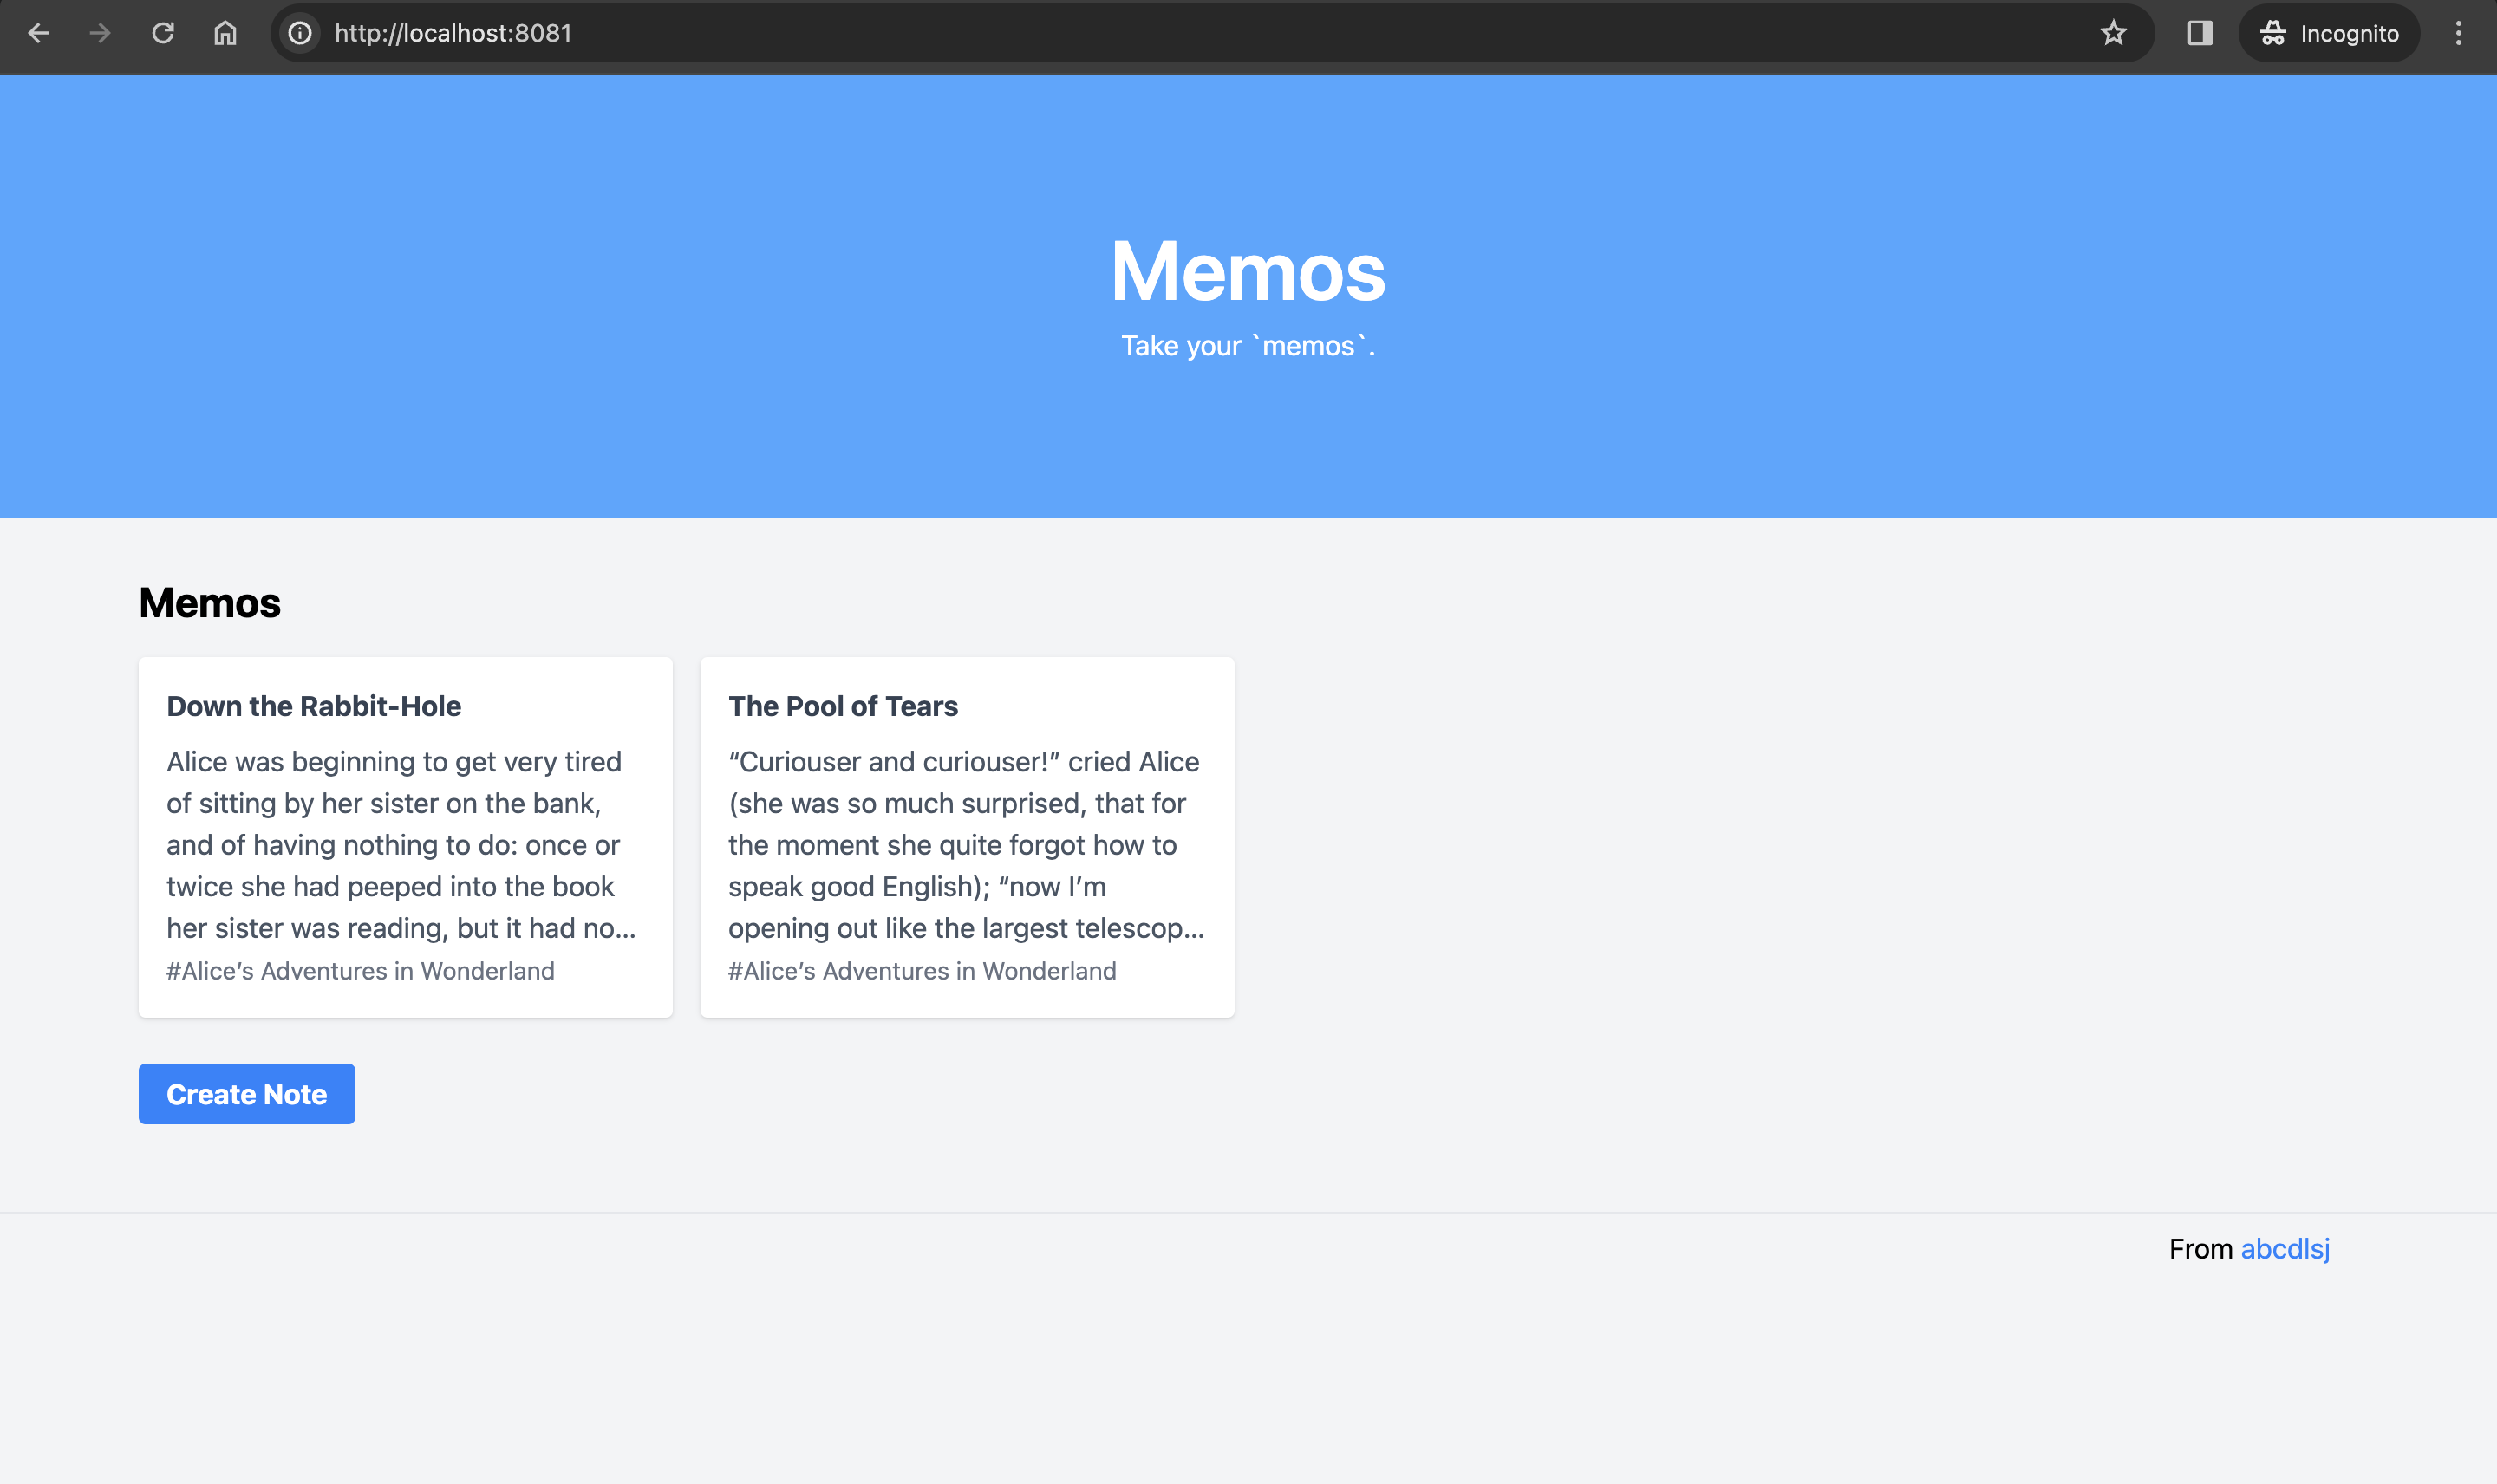 http://localhost:8081
Incognito
Memos
Take your `memos`.
Memos
Down the Rabbit-Hole
Alice was beginning to get very tired
of sitting by her sister on the bank,
and of having nothing to do: once or
twice she had peeped into the book
her sister was reading, but it had no...
#Alice’s Adventures in Wonderland
The Pool of Tears
“Curiouser and curiouser!” cried Alice
(she was so much surprised, that for
the moment she quite forgot how to
speak good English); “now I’m
opening out like the largest telescop...
#Alice’s Adventures in Wonderland
Create Note
From abcdlsj